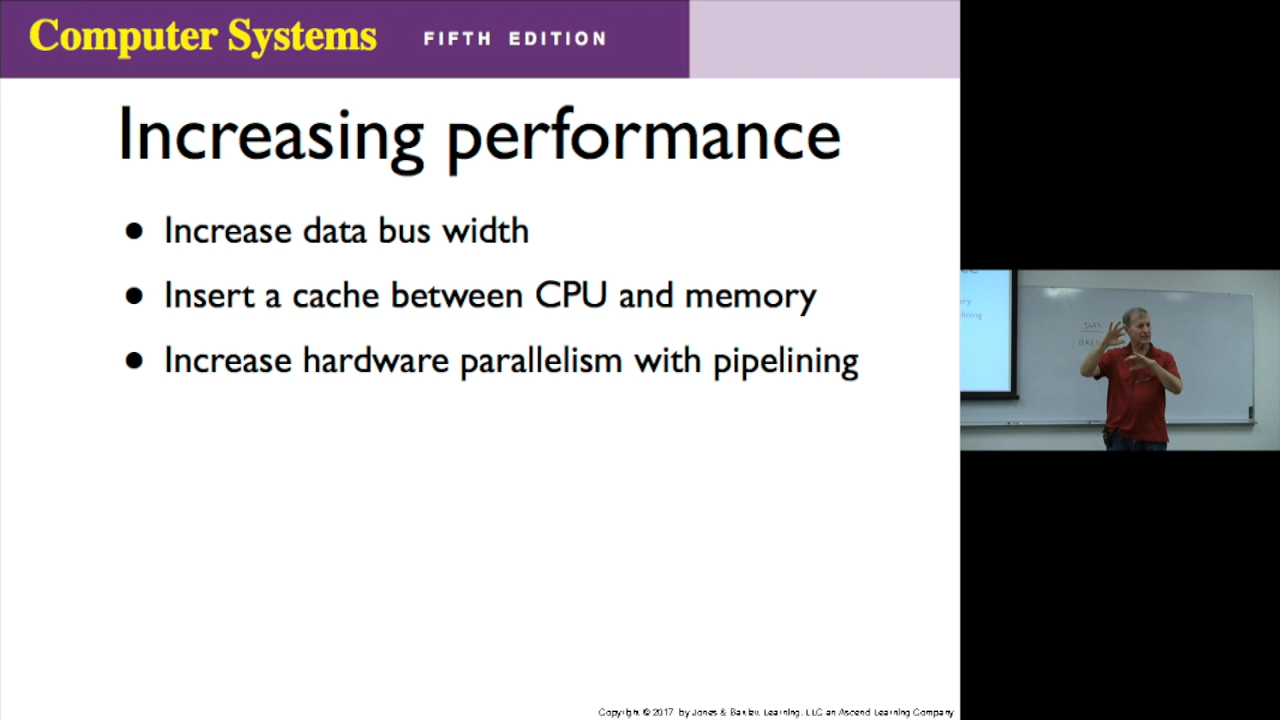 Computer Systems FIFTH EDITION
Increasing performance
• Increase data bus width
• Insert a cache between CPU and memory
• Increase hardware parallelism with pipelining
Copyright © 2017 by Jones & Bartlett Learning, LLC an Ascend Learning Company